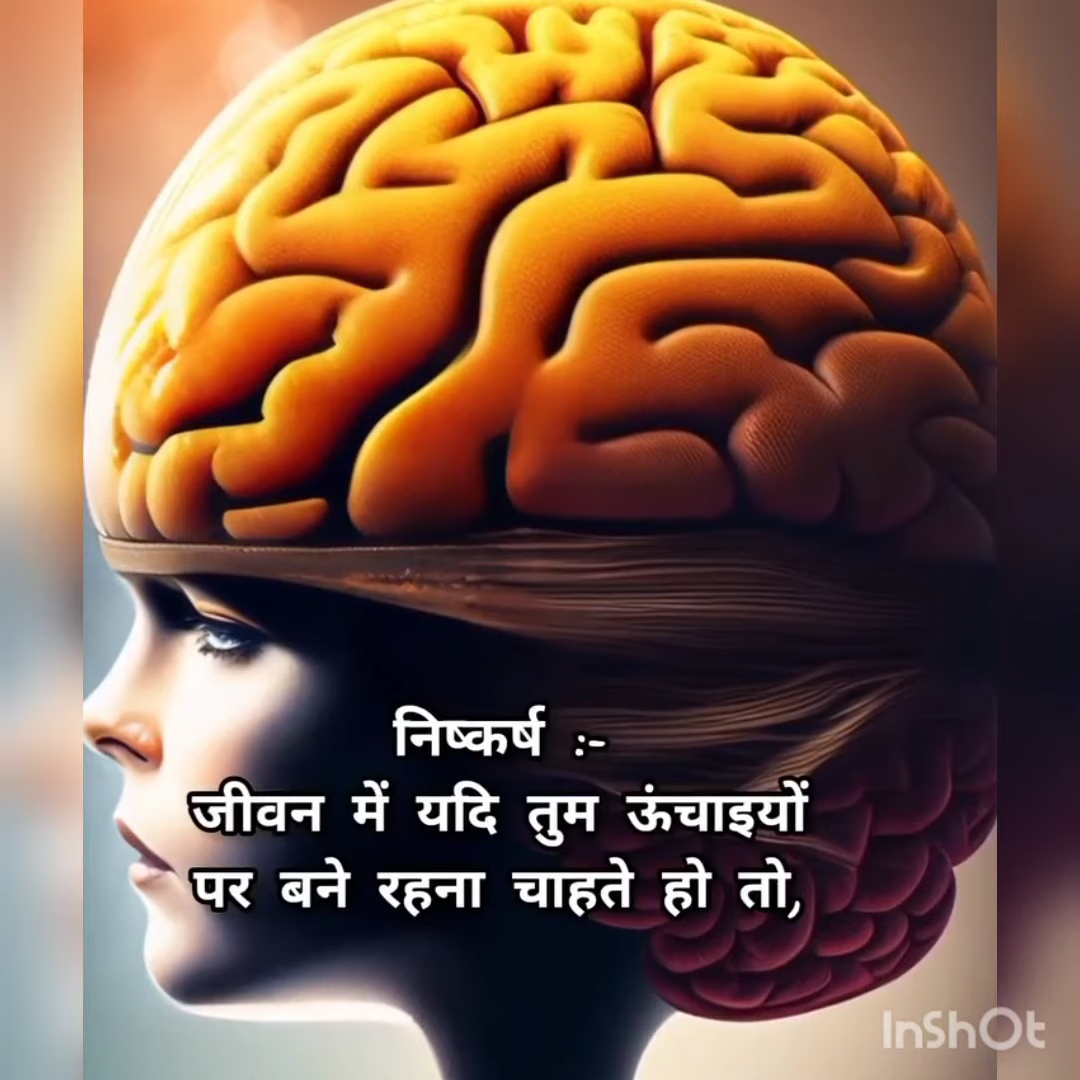 निष्कर्ष :-
जीवन में यदि तुम ऊंचाइयों
पर बने रहना चाहते हो तो,
InShOt